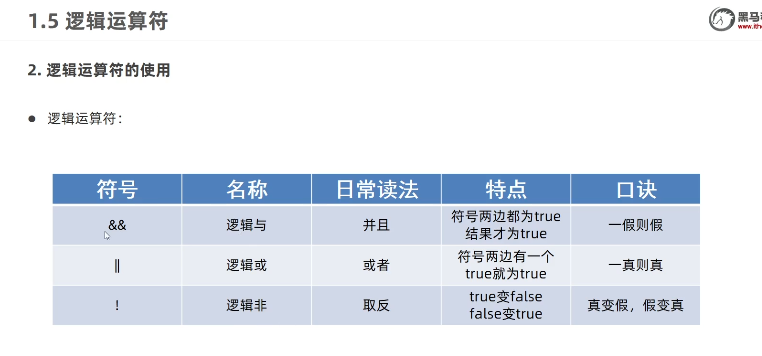 1.5 逻辑运算符
黑马
www.ithe
2. 逻辑运算符的使用
● 逻辑运算符：
符号 名称 日常读法 特点 口诀
&& 逻辑与 并且 符号两边都为true 一假则假
结果才为true
|| 逻辑或 或者 符号两边有一个 一真则真
true就为true
! 逻辑非 取反 true变false 真变假，假变真
false变true